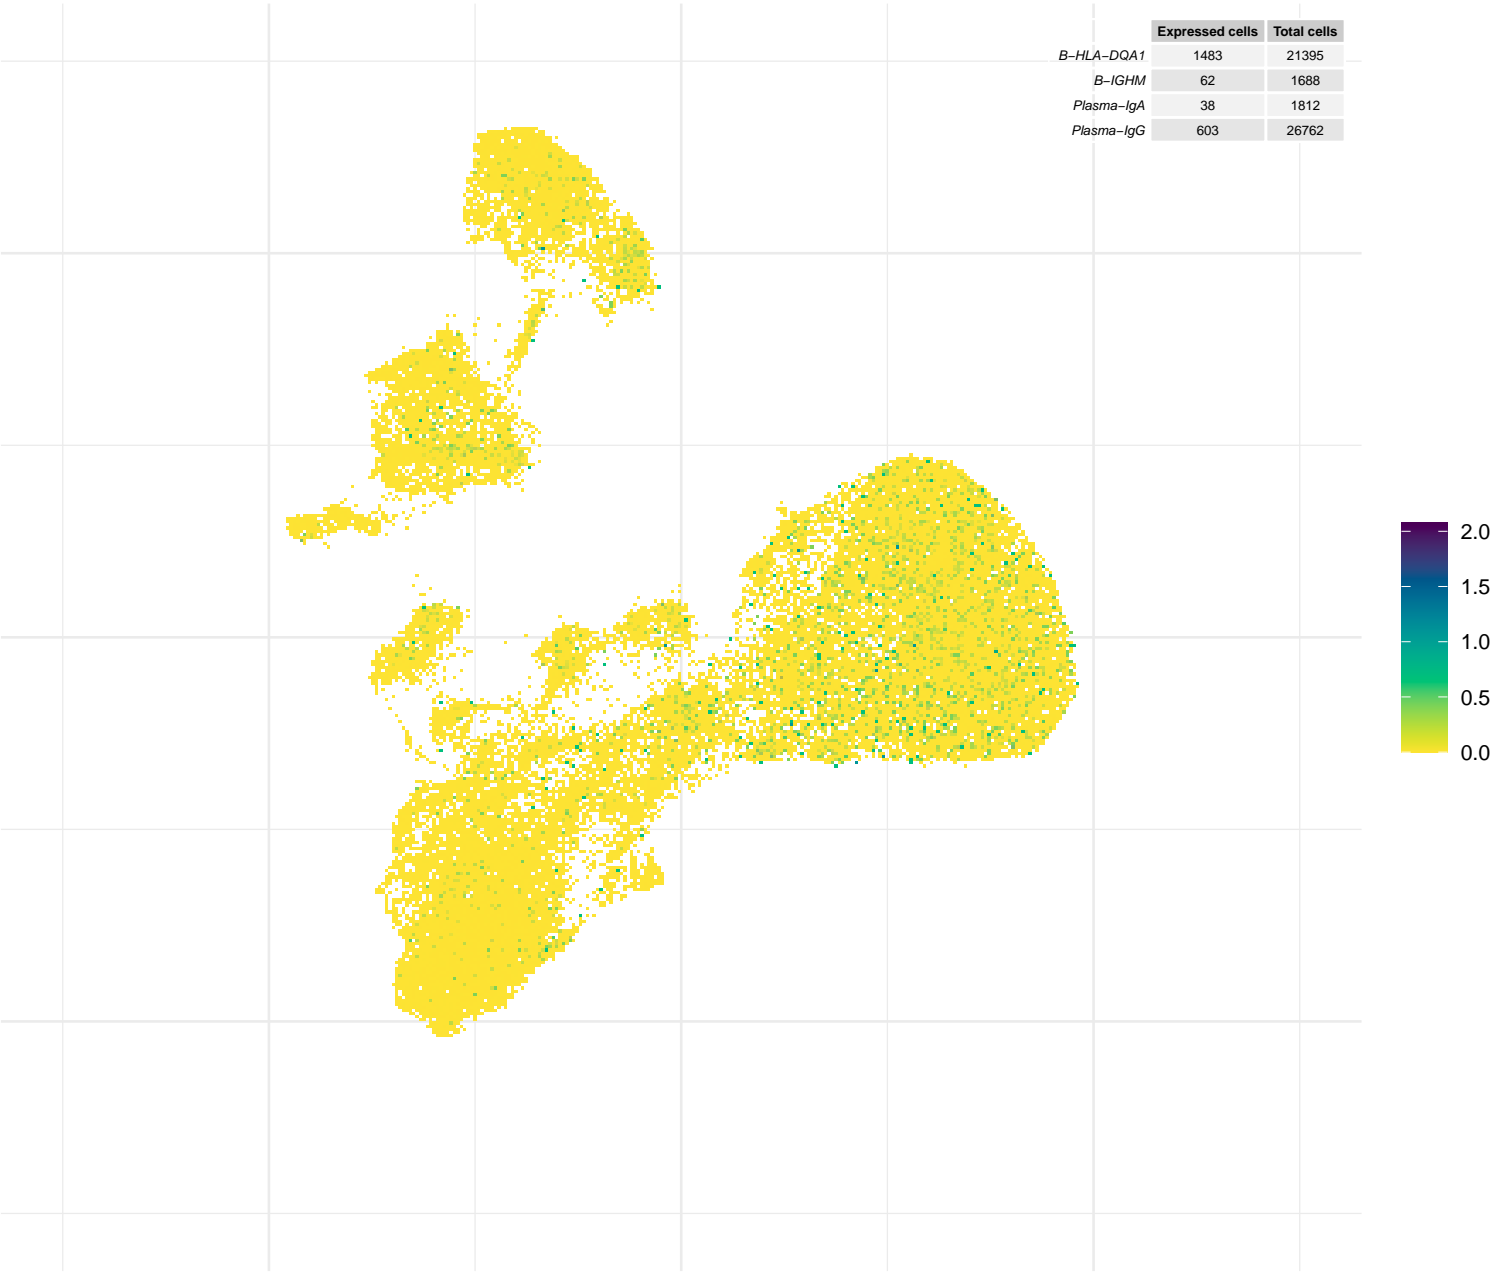 Expressed cells Total cells
B−HLA−DQA1 1483 21395
B−IGHM 62 1688
Plasma−IgA 38 1812
Plasma−IgG 603 26762
2.0
1.5
1.0
0.5
0.0